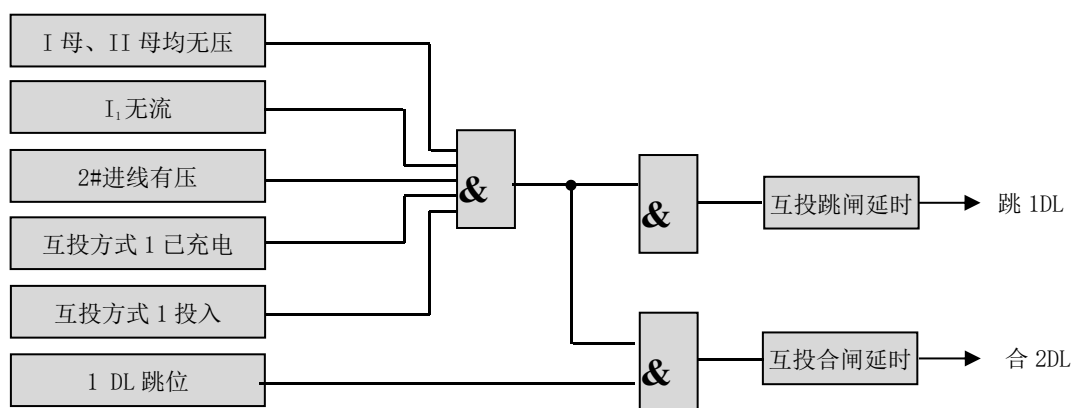 I 母、II 母均无压
I₁无流
2#进线有压
互投方式 1 已充电
互投方式 1 投入
1 DL 跳位
&
&
互投跳闸延时
跳 1DL
&
互投合闸延时
合 2DL